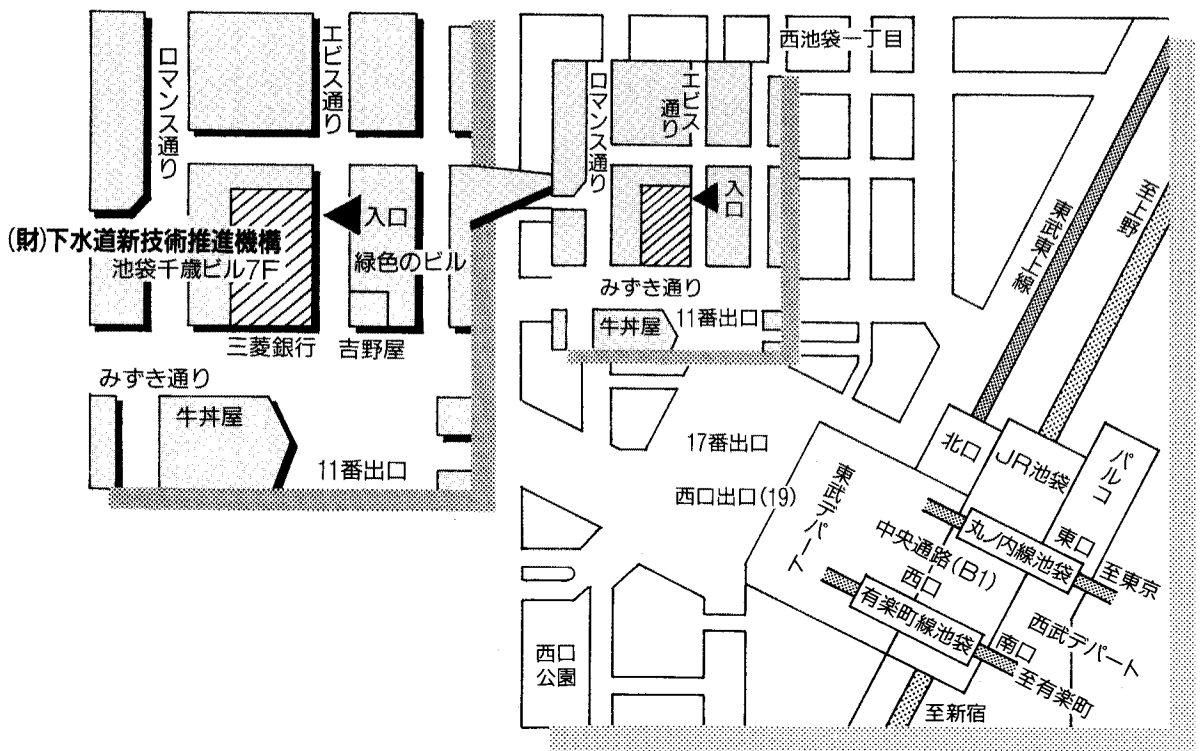 ロマンス通り
エビス通り
入口
(財)下水道新技術推進機構
池袋千歳ビル7F
緑色のビル
三菱銀行
吉野屋
みずき通り
牛丼屋
11番出口
西池袋一丁目
ロマンス通り
エビス
通り
入口
みずき通り
牛丼屋
11番出口
至上野
東武東上線
17番出口
北口
JR池袋
パルコ
西口出口(19)
東武デパート
中央通路(B1)
丸ノ内線池袋
東口
至東京
西口
有楽町線池袋
西武デパート
南口
至有楽町
西口
公園
至新宿